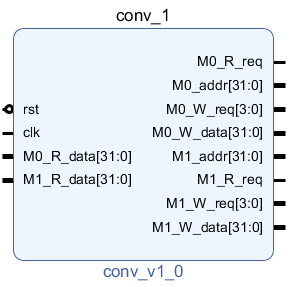 conv_1
rst
clk
M0_R_data[31:0]
M1_R_data[31:0]
M0_R_req
M0_addr[31:0]
M0_W_req[3:0]
M0_W_data[31:0]
M1_addr[31:0]
M1_R_req
M1_W_req[3:0]
M1_W_data[31:0]
conv_v1_0